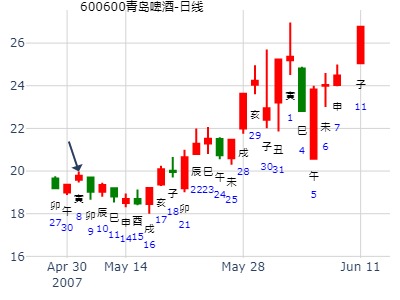 600600青岛啤酒-日线
26
24
22
20
18
16
卯
27
午
30
寅
8
卯
9
辰
10
巳
11
午
14
酉
15
戌
16
亥
17
子
18
卯
21
辰
22
巳
23
午
24
未
25
戌
28
亥
29
子
30
丑
31
寅
1
巳
4
午
5
未
6
申
7
子
11
Apr 30 May 14 May 28 Jun 11
2007